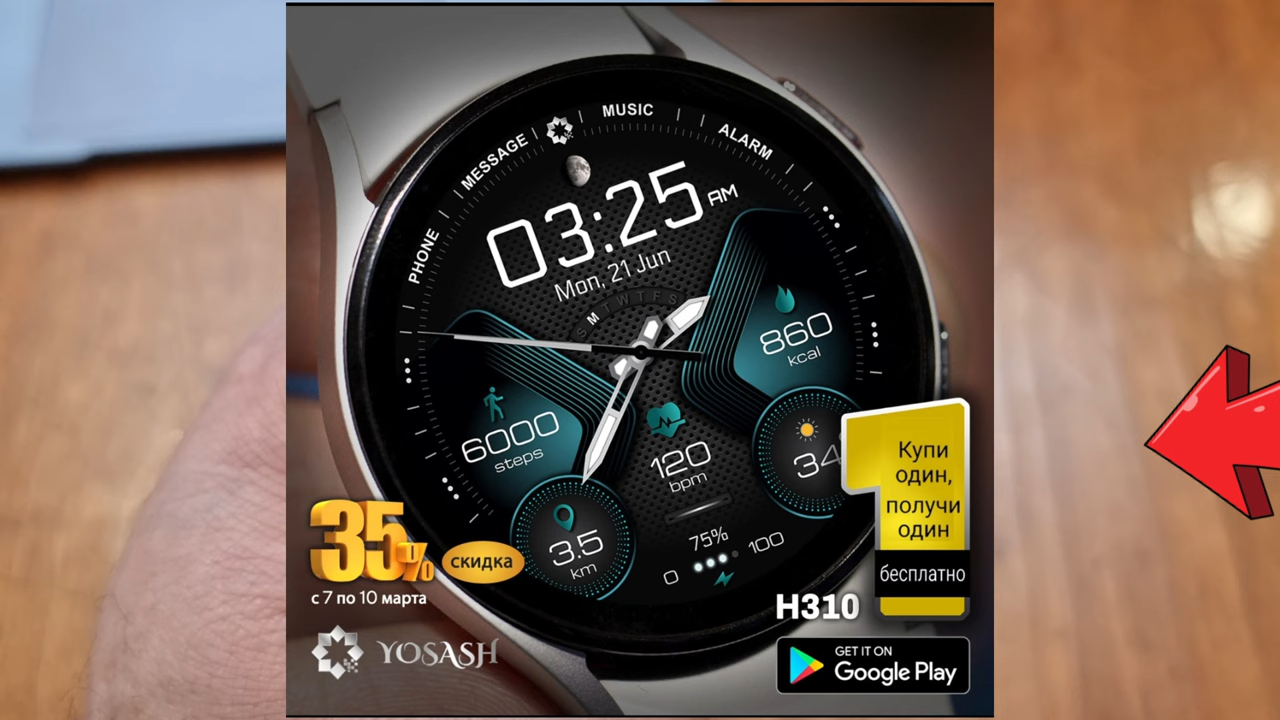 MUSIC
MESSAGE
ALARM
PHONE
03:25 AM
Mon, 21 Jun
S M T W T F S
860
kcal
6000
steps
120
bpm
34°
3.5
km
75%
0
100
Купи
один,
получи
один
бесплатно
35%
скидка
с 7 по 10 марта
H310
YOSASH
GET IT ON
Google Play